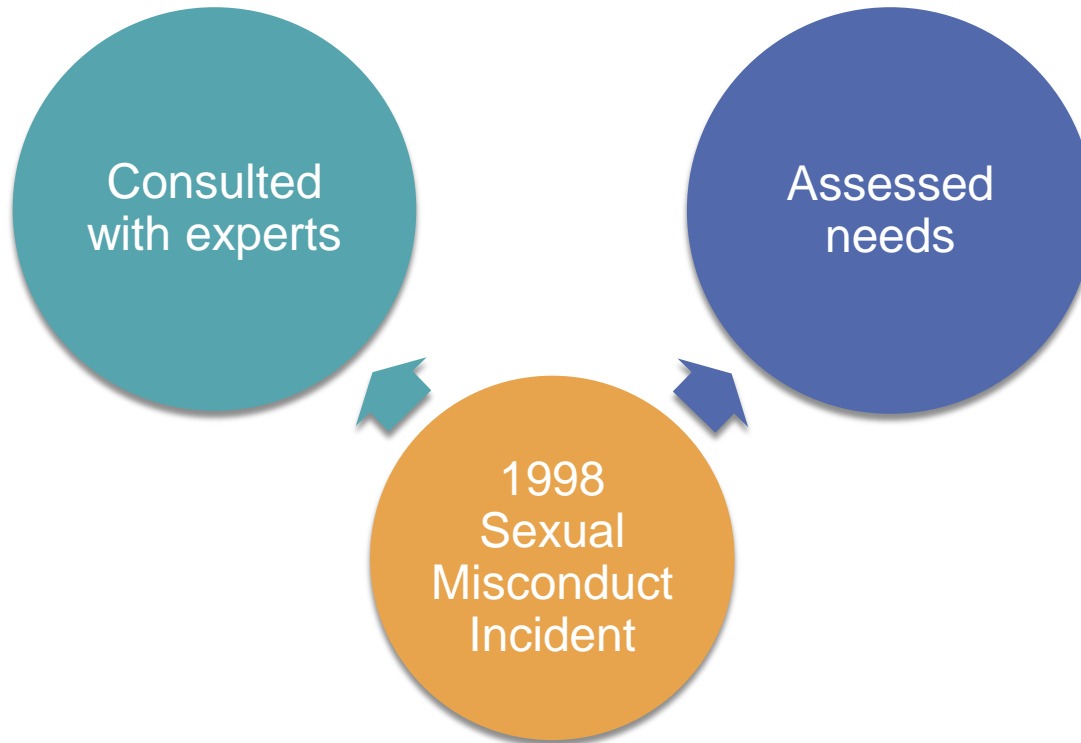 Consulted
with experts
Assessed
needs
1998
Sexual
Misconduct
Incident